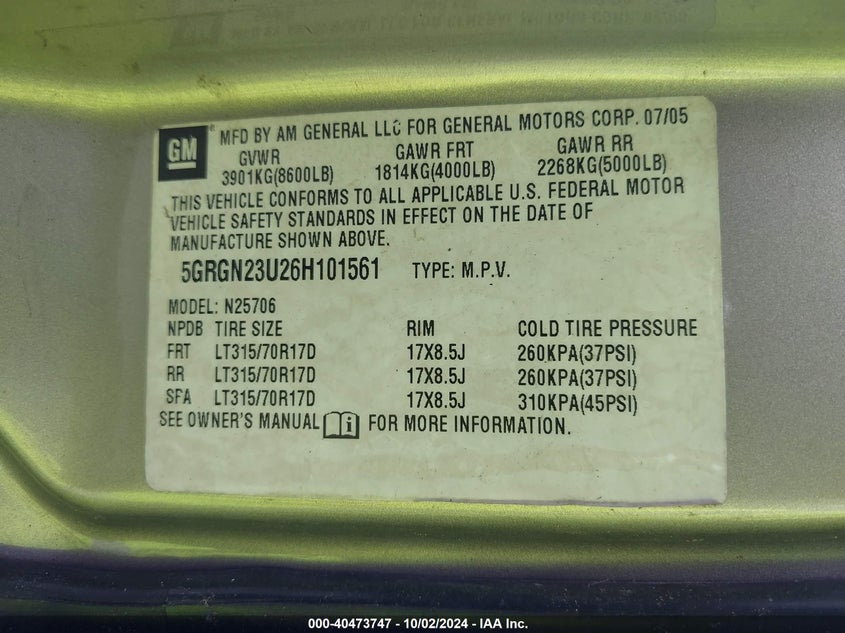 GM
MFD BY AM GENERAL LLC FOR GENERAL MOTORS CORP. 07/05
GVWR GAWR FRT GAWR RR
3901KG(8600LB) 1814KG(4000LB) 2268KG(5000LB)
THIS VEHICLE CONFORMS TO ALL APPLICABLE U.S. FEDERAL MOTOR
VEHICLE SAFETY STANDARDS IN EFFECT ON THE DATE OF
MANUFACTURE SHOWN ABOVE.
5GRGN23U26H101561 TYPE: M.P.V.
MODEL: N25706
NPDB TIRE SIZE RIM COLD TIRE PRESSURE
FRT LT315/70R17D 17X8.5J 260KPA(37PSI)
RR LT315/70R17D 17X8.5J 260KPA(37PSI)
SFA LT315/70R17D 17X8.5J 310KPA(45PSI)
SEE OWNER'S MANUAL FOR MORE INFORMATION.
000-40473747 - 10/02/2024 - IAA Inc.